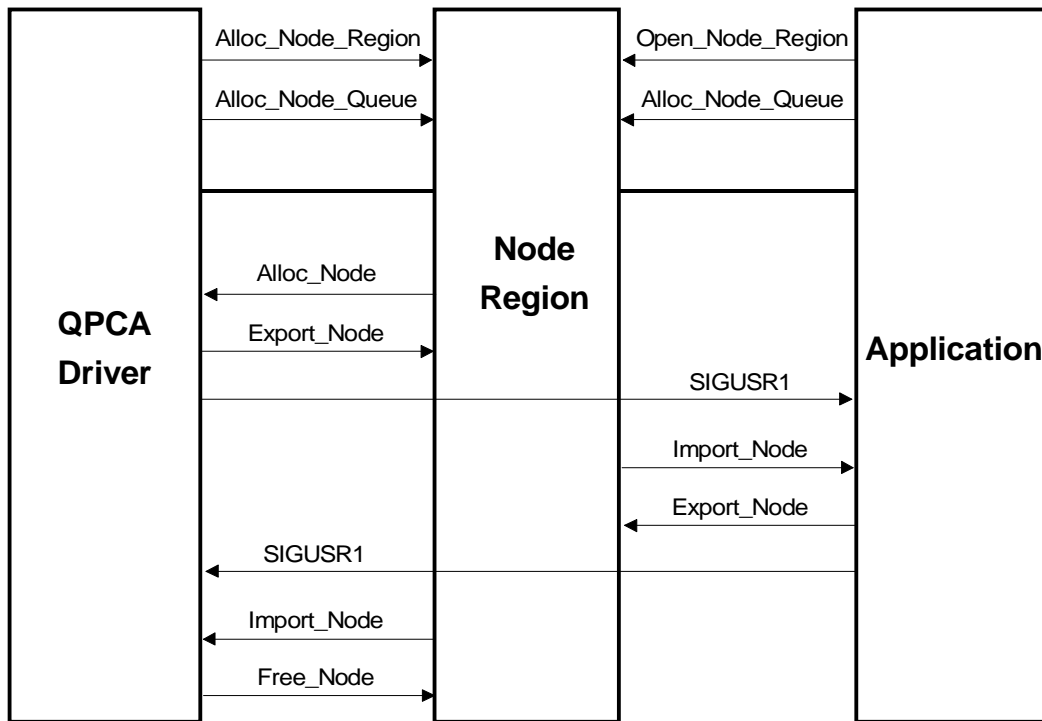 Alloc_Node_Region
Open_Node_Region
Alloc_Node_Queue
Alloc_Node_Queue
Node
Region
Alloc_Node
QPCA
Driver
Export_Node
Application
SIGUSR1
Import_Node
Export_Node
SIGUSR1
Import_Node
Free_Node